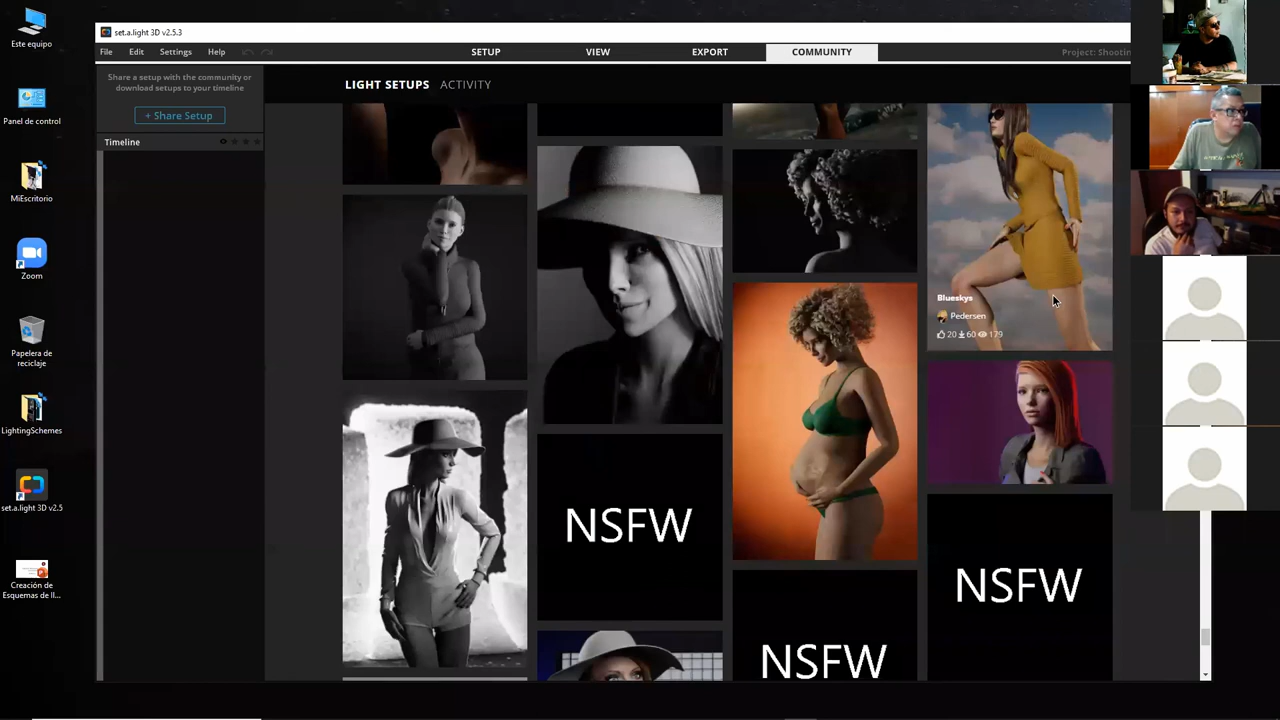 Este equipo
Panel de control
MiEscritorio
Zoom
Papelera de
reciclaje
LightingSchemes
set.a.light 3D v2.5
Creación de
Esquemas de Il...
set.a.light 3D v2.5.3
File Edit Settings Help
SETUP VIEW EXPORT COMMUNITY
Project: Shootin
Share a setup with the community or
download setups to your timeline
+ Share Setup
Timeline
LIGHT SETUPS ACTIVITY
Blueskys
Pedersen
20 60 179
NSFW
NSFW
NSFW